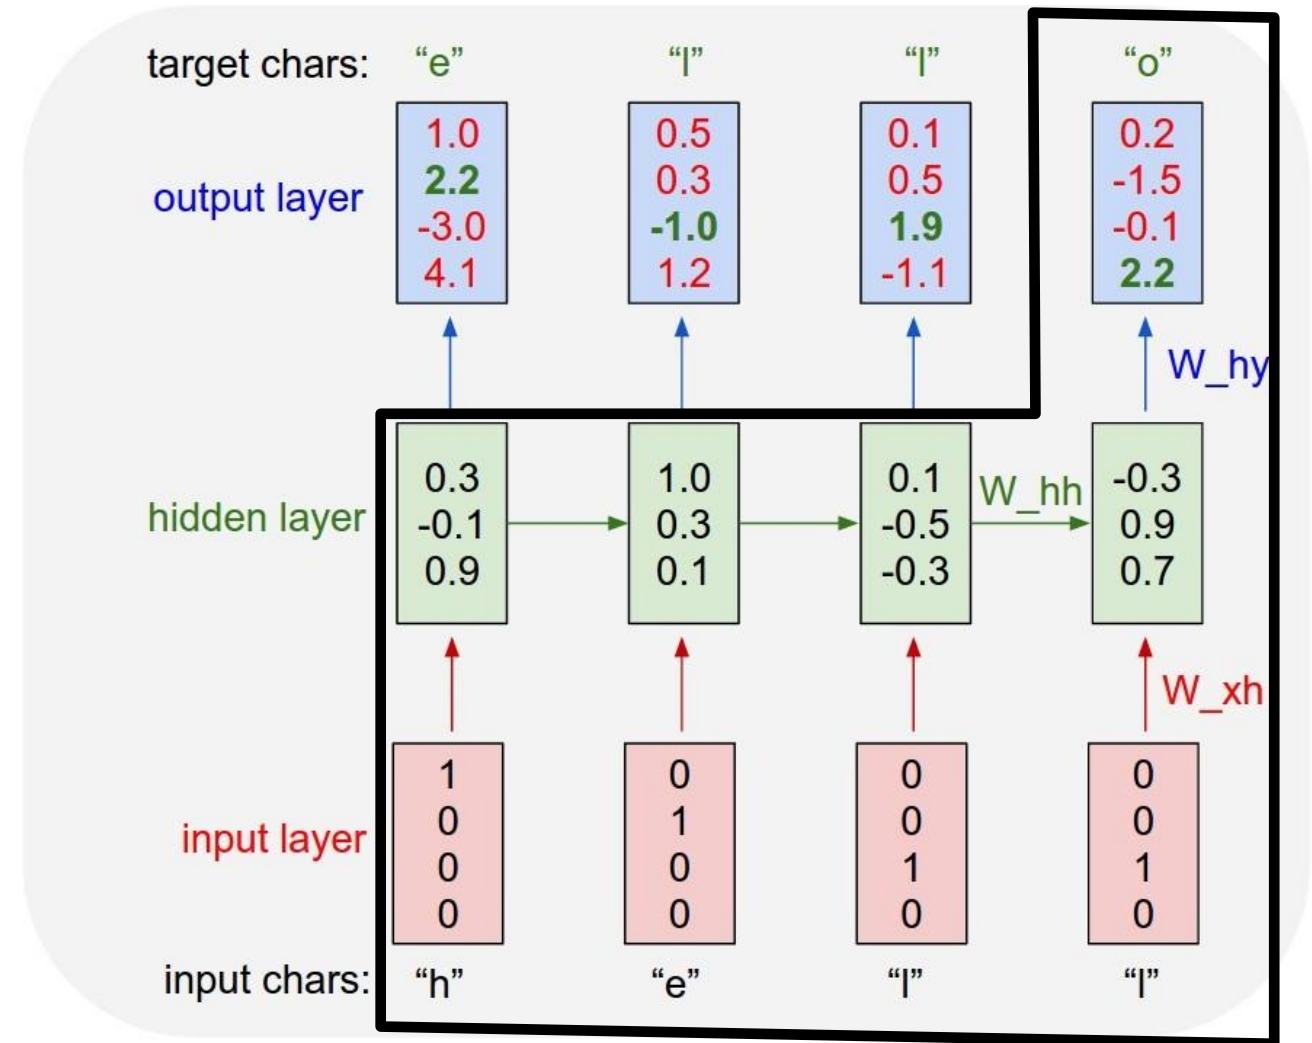 target chars: “e” “l” “l” “o”
output layer
1.0 0.5 0.1 0.2
2.2 0.3 0.5 -1.5
-3.0 -1.0 1.9 -0.1
4.1 1.2 -1.1 2.2
W_hy
hidden layer
0.3 1.0 0.1 -0.3
-0.1 0.3 -0.5 0.9
0.9 0.1 -0.3 0.7
W_hh
W_xh
input layer
1 0 0 0
0 1 0 0
0 0 1 1
0 0 0 0
input chars: “h” “e” “l” “l”